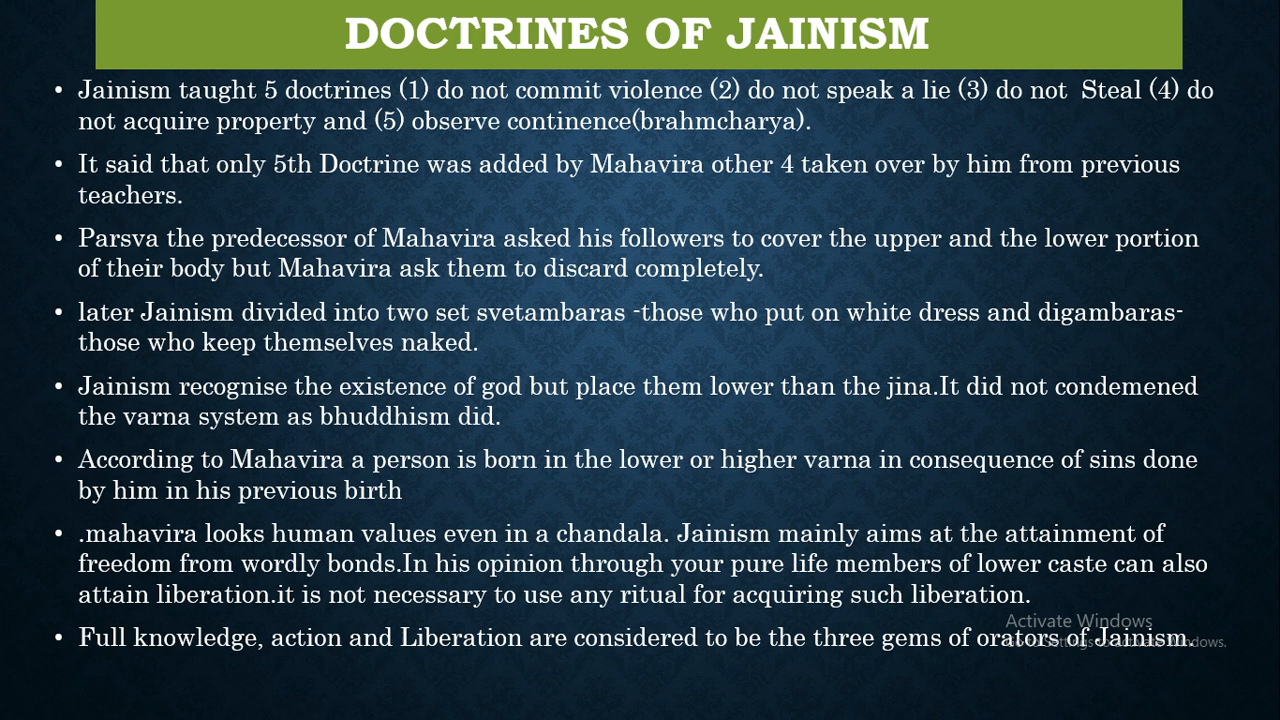 DOCTRINES OF JAINISM
• Jainism taught 5 doctrines (1) do not commit violence (2) do not speak a lie (3) do not  Steal (4) do
not acquire property and (5) observe continence(brahmcharya).
• It said that only 5th Doctrine was added by Mahavira other 4 taken over by him from previous
teachers.
• Parsva the predecessor of Mahavira asked his followers to cover the upper and the lower portion
of their body but Mahavira ask them to discard completely.
• later Jainism divided into two set svetambaras -those who put on white dress and digambaras-
those who keep themselves naked.
• Jainism recognise the existence of god but place them lower than the jina.It did not condemened
the varna system as bhuddhism did.
• According to Mahavira a person is born in the lower or higher varna in consequence of sins done
by him in his previous birth
• .mahavira looks human values even in a chandala. Jainism mainly aims at the attainment of
freedom from wordly bonds.In his opinion through your pure life members of lower caste can also
attain liberation.it is not necessary to use any ritual for acquiring such liberation.
• Full knowledge, action and Liberation are considered to be the three gems of orators of Jainism.
Activate Windows
Go to Settings to activate Windows.